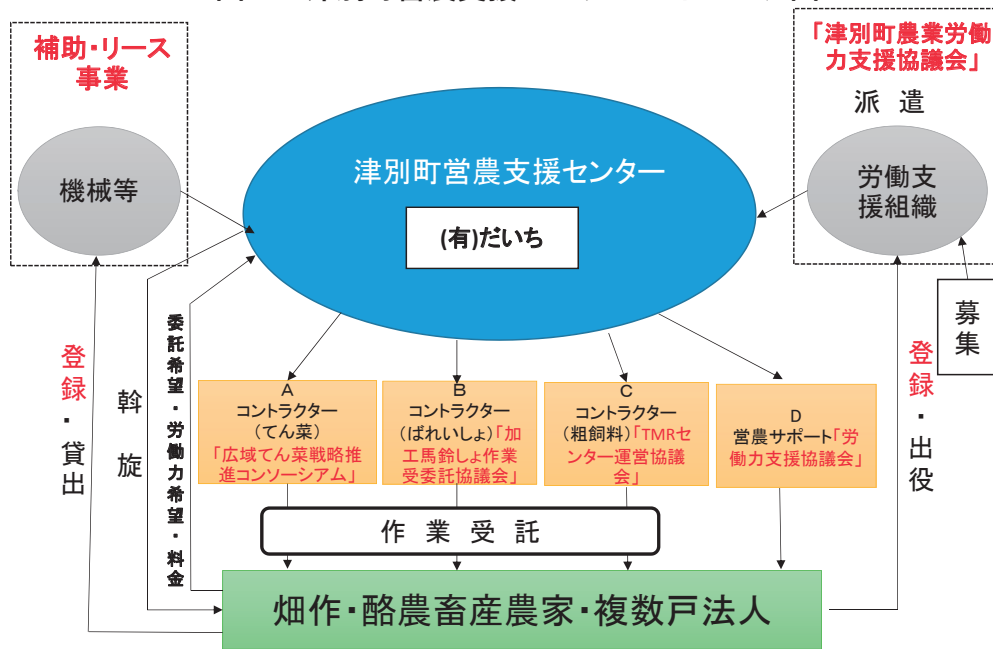 補助・リース
事業
「津別町農業労働
力支援協議会」
派 遣
機械等
津別町営農支援センター
(有)だいち
労働支
援組織
募集
登録・貸出
斡旋
委託希望・労働力希望・料金
登録・出役
A
コントラクター
(てん菜)
「広域てん菜戦略推
進コンソーシアム」
B
コントラクター
(ばれいしょ)「加
工馬鈴しょ作業
受委託協議会」
C
コントラクター
(粗飼料)「TMRセ
ンター運営協議
会」
D
営農サポート「労
働力支援協議会」
作 業 受 託
畑作・酪農畜産農家・複数戸法人